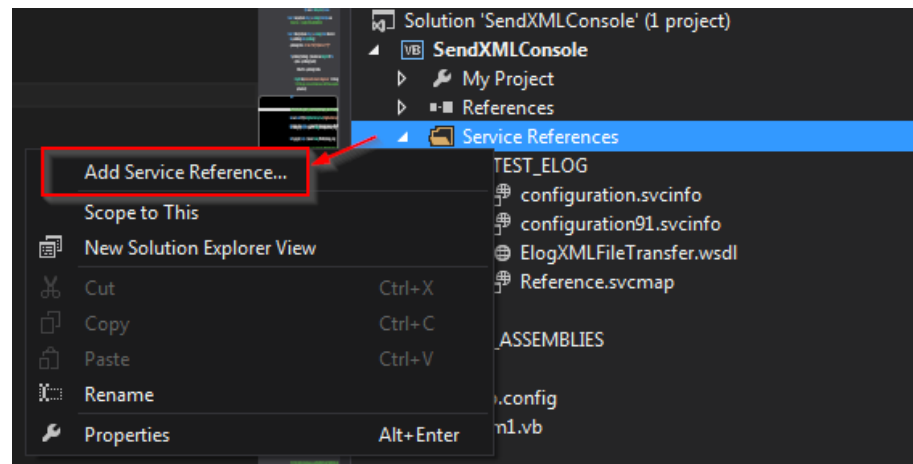 Solution 'SendXMLConsole' (1 project)
VB SendXMLConsole
My Project
References
Service References
TEST_ELOG
configuration.svcinfo
configuration91.svcinfo
ElogXMLFileTransfer.wsdl
Reference.svcmap
_ASSEMBLIES
.config
1.vb
Add Service Reference...
Scope to This
New Solution Explorer View
Cut Ctrl+X
Copy Ctrl+C
Paste Ctrl+V
Rename
Properties Alt+Enter